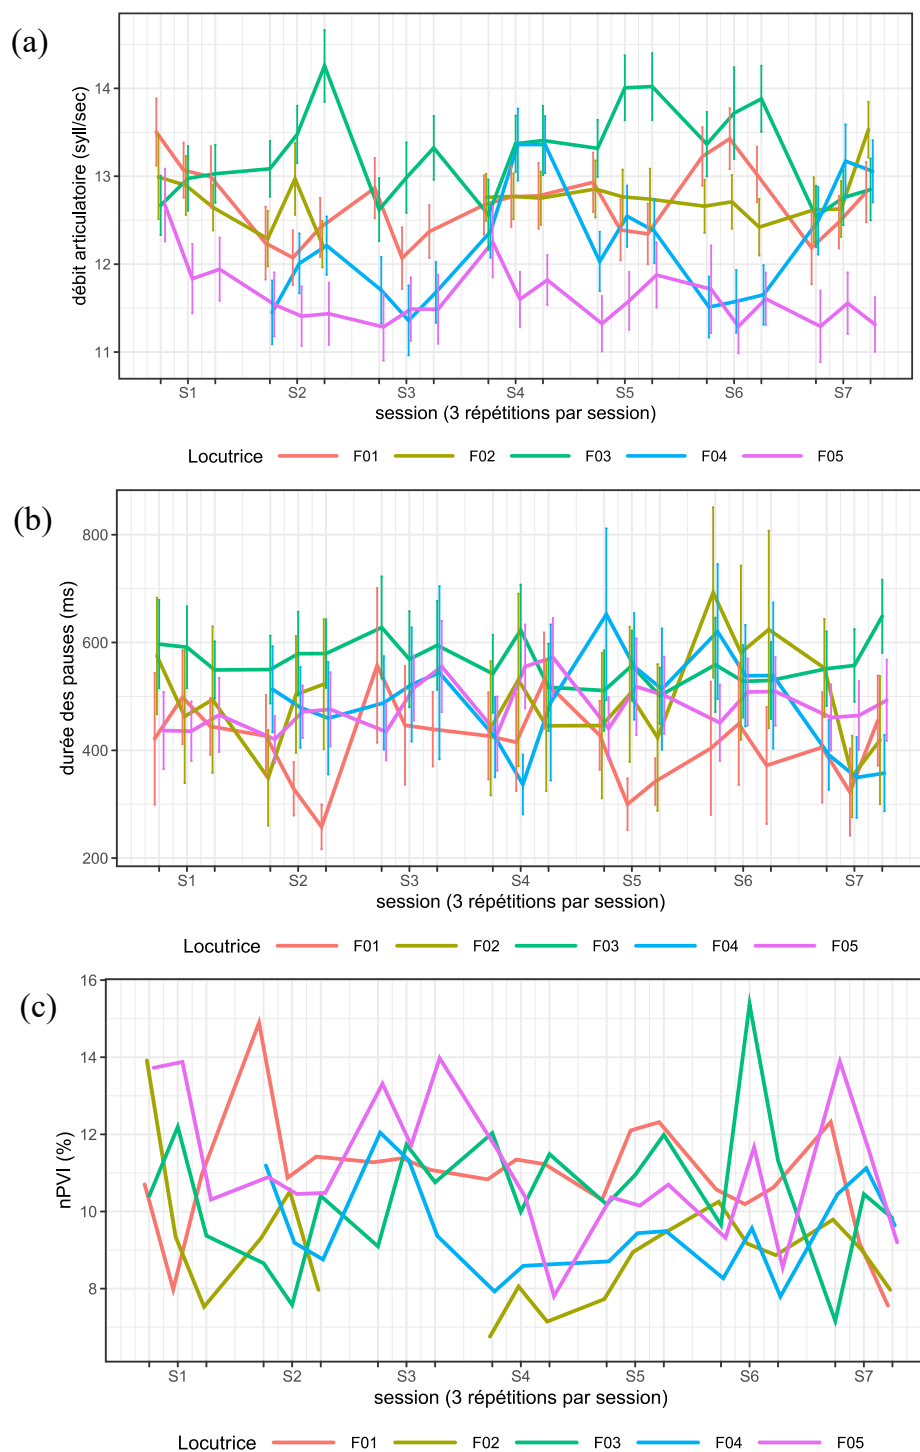 (a)
débit articulatoire (syll/sec)
14
13
12
11
S1 S2 S3 S4 S5 S6 S7
session (3 répétitions par session)
Locutrice F01 F02 F03 F04 F05
(b)
durée des pauses (ms)
800
600
400
200
S1 S2 S3 S4 S5 S6 S7
session (3 répétitions par session)
Locutrice F01 F02 F03 F04 F05
(c)
nPVI (%)
16
14
12
10
8
S1 S2 S3 S4 S5 S6 S7
session (3 répétitions par session)
Locutrice F01 F02 F03 F04 F05